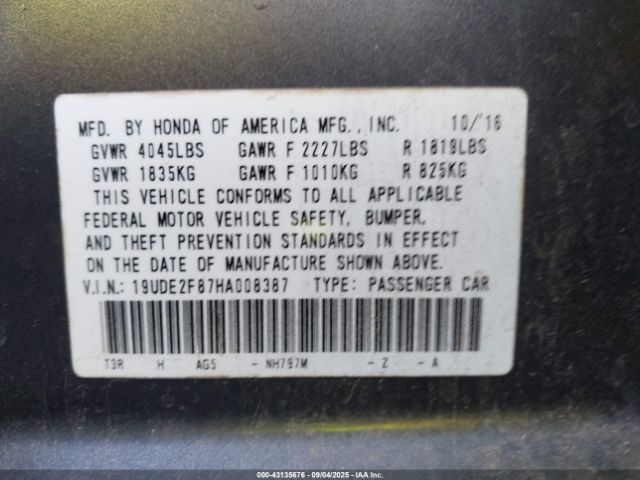 MFD. BY HONDA OF AMERICA MFG., INC. 10/'16
GVWR 4045LBS GAWR F 2227LBS R 1819LBS
GVWR 1835KG GAWR F 1010KG R 825KG
THIS VEHICLE CONFORMS TO ALL APPLICABLE
FEDERAL MOTOR VEHICLE SAFETY, BUMPER,
AND THEFT PREVENTION STANDARDS IN EFFECT
ON THE DATE OF MANUFACTURE SHOWN ABOVE.
V.I.N.: 19UDE2F87HA008387 TYPE: PASSENGER CAR
T3R H AG5 - NH797M - Z - A
000-43135676 - 09/04/2025 - IAA Inc.